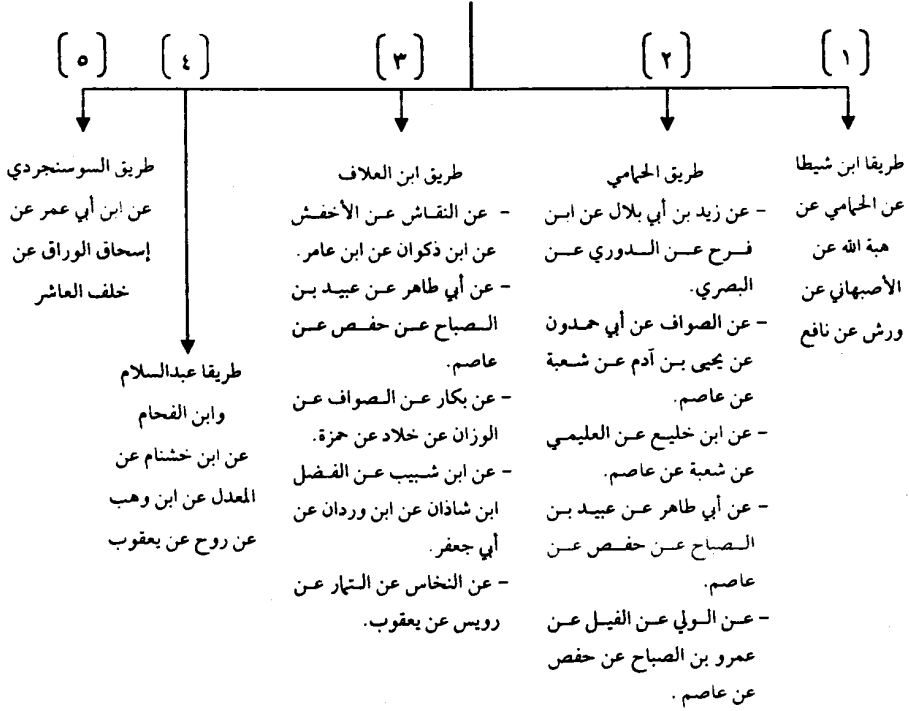 [١]
طريقا ابن شيطا
عن الحمامي عن
هبة الله عن
الأصبهاني عن
ورش عن نافع
[٢]
طريق الحمامي
- عن زيد بن أبي بلال عن ابن
فرح عن الدوري عن
البصري.
- عن الصواف عن أبي حمدون
عن يحيى بن آدم عن شعبة
عن عاصم.
- عن ابن خليع عن العليمي
عن شعبة عن عاصم.
- عن أبي طاهر عن عبيد بن
الصباح عن حفص عن
عاصم.
- عن الولي عن الفيل عن
عمرو بن الصباح عن حفص
عن عاصم .
[٣]
طريق ابن العلاف
- عن النقاش عن الأخفش
عن ابن ذكوان عن ابن عامر.
- عن أبي طاهر عن عبيد بن
الصباح عن حفص عن
عاصم.
- عن بكار عن الصواف عن
الوزان عن خلاد عن حمزة.
- عن ابن شبيب عن الفضل
ابن شاذان عن ابن وردان عن
أبي جعفر.
- عن النخاس عن التمار عن
رويس عن يعقوب.
[٤]
طريقا عبدالسلام
وابن الفحام
عن ابن خشنام عن
المعدل عن ابن وهب
عن روح عن يعقوب
[٥]
طريق السوسنجردي
عن ابن أبي عمر عن
إسحاق الوراق عن
خلف العاشر